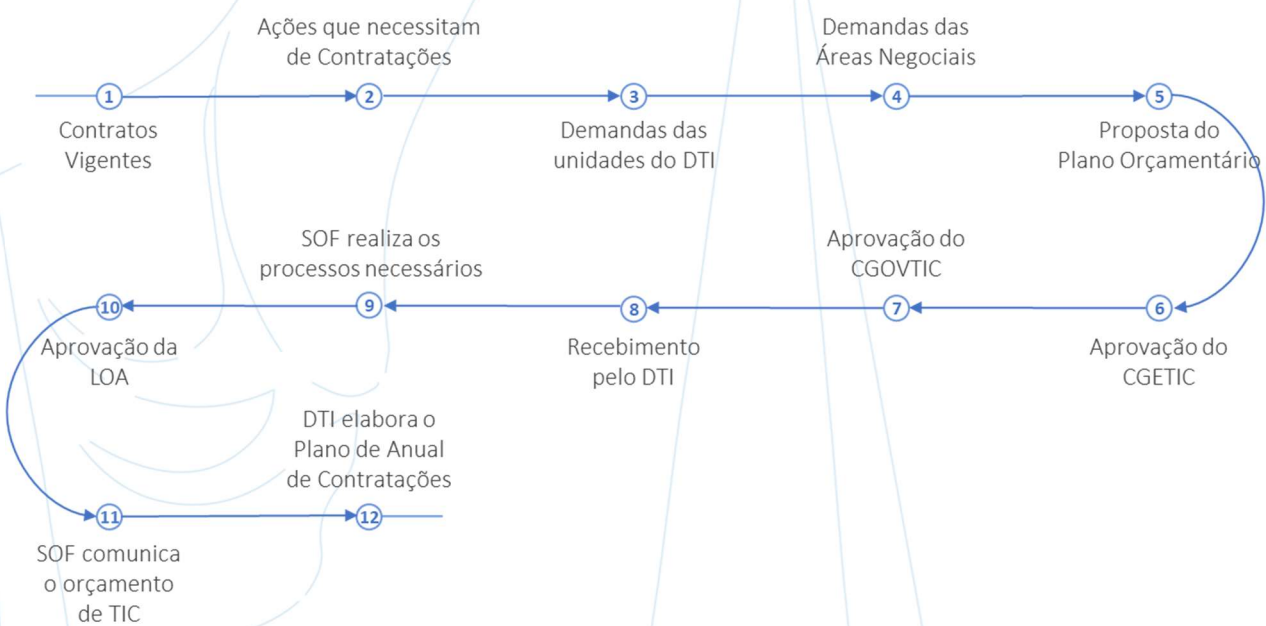 1
Contratos
Vigentes
Ações que necessitam
de Contratações
2
3
Demandas das
unidades do DTI
Demandas das
Áreas Negociais
4
5
Proposta do
Plano Orçamentário
6
Aprovação do
CGETIC
Aprovação do
CGOVTIC
7
8
Recebimento
pelo DTI
SOF realiza os
processos necessários
9
10
Aprovação da
LOA
11
SOF comunica
o orçamento
de TIC
DTI elabora o
Plano de Anual
de Contratações
12